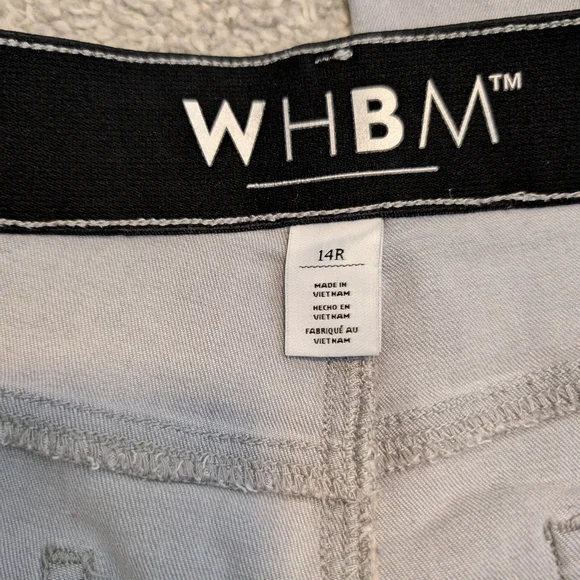 WHBM™
14R
MADE IN
VIETNAM
HECHO EN
VIETNAM
FABRIQUÉ AU
VIETNAM